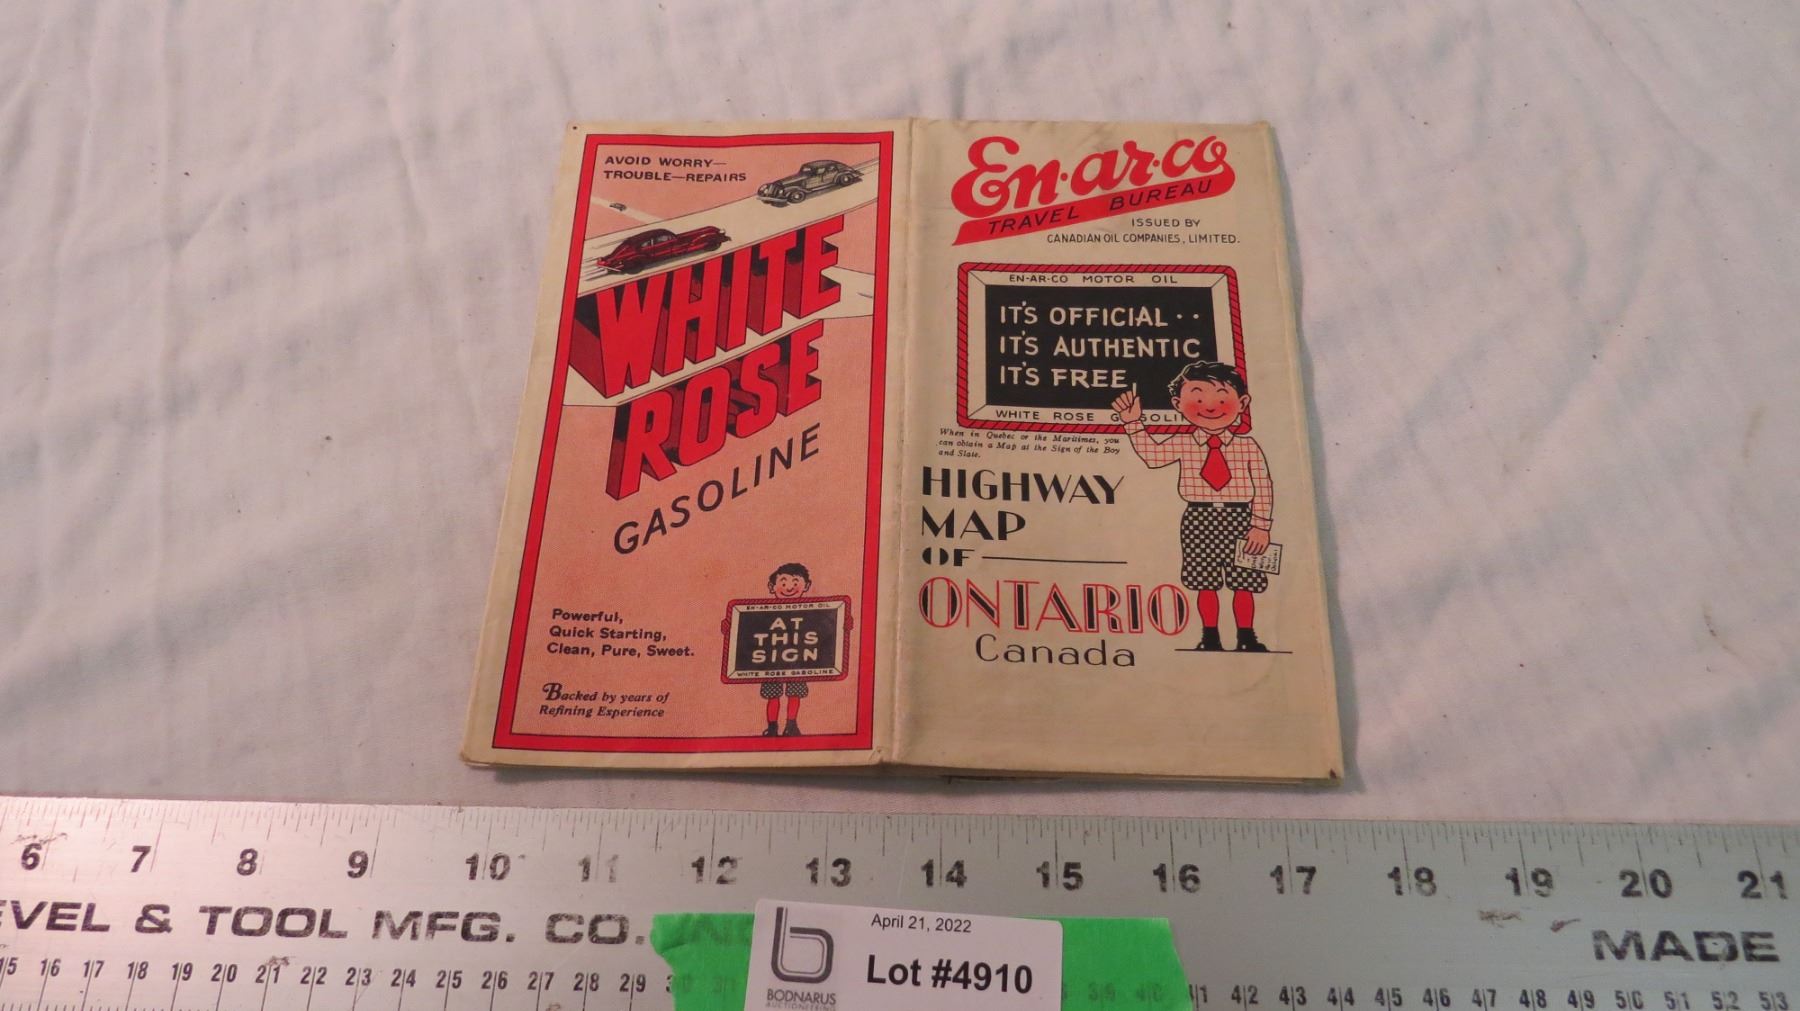 AVOID WORRY—
TROUBLE—REPAIRS
WHITE
ROSE
GASOLINE
Powerful,
Quick Starting,
Clean, Pure, Sweet.
Backed by years of
Refining Experience
EN-AR-CO MOTOR OIL
AT
THIS
SIGN
WHITE ROSE GASOLINE
En·ar·co
TRAVEL BUREAU
ISSUED BY
CANADIAN OIL COMPANIES, LIMITED.
EN-AR-CO MOTOR OIL
IT'S OFFICIAL··
IT'S AUTHENTIC
IT'S FREE
WHITE ROSE G SOLI
When in Quebec or the Maritimes, you
can obtain a Map at the Sign of the Boy
and Slate.
HIGHWAY
MAP
OF
ONTARIO
Canada
6 7 8 9 10 11 12 13 14 15 16 17 18 19 20 21
EVEL & TOOL MFG. CO.
MADE
15 16 17 18 19 20 21 22 23 24 25 26 27 28 29 30 31 39 40 41 42 43 44 45 46 47 48 49 50 51 52 53
April 21, 2022
Lot #4910
BODNARUS
AUCTIONEERING